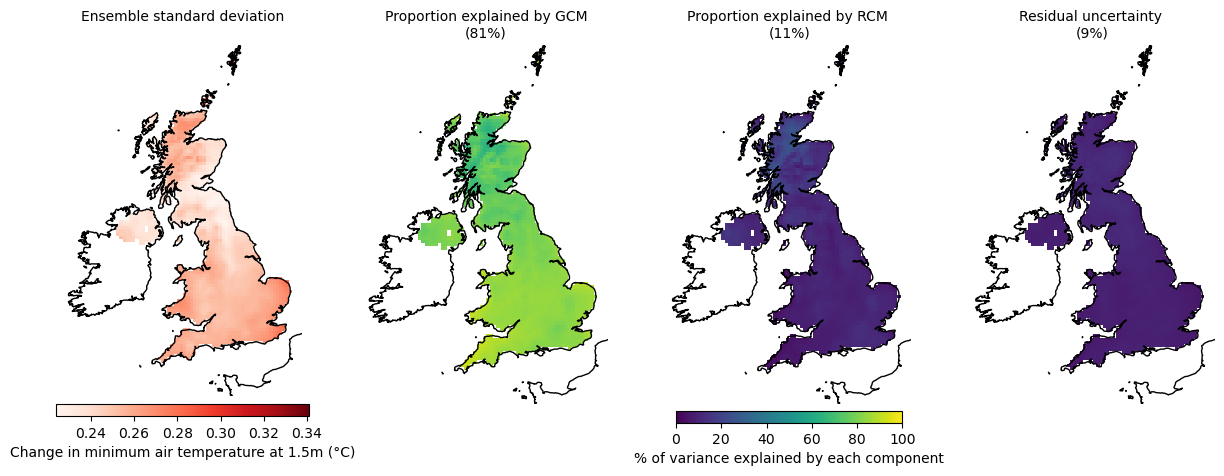 Ensemble standard deviation
Proportion explained by GCM
(81%)
Proportion explained by RCM
(11%)
Residual uncertainty
(9%)
0.24 0.26 0.28 0.30 0.32 0.34
Change in minimum air temperature at 1.5m (°C)
0 20 40 60 80 100
% of variance explained by each component